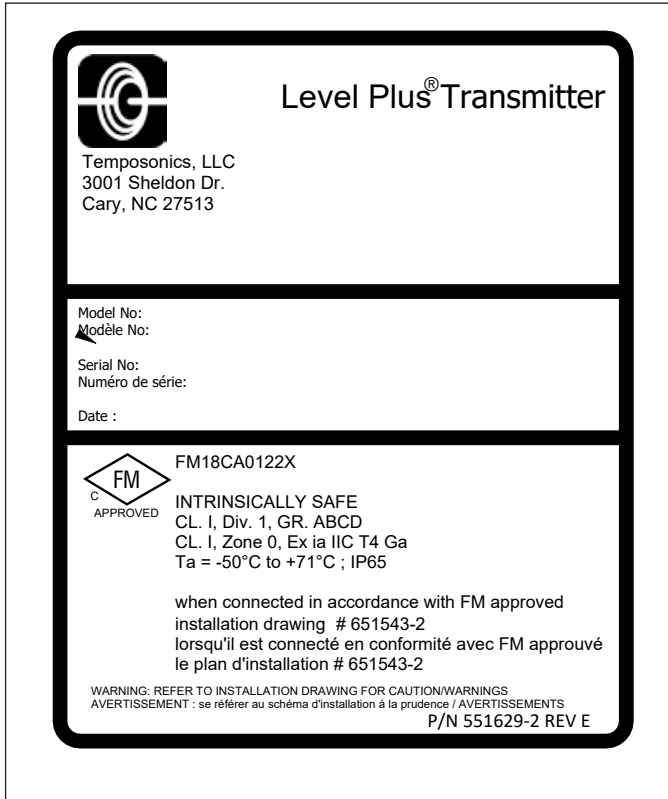 Level Plus® Transmitter
Temposonics, LLC
3001 Sheldon Dr.
Cary, NC 27513
Model No:
Modèle No:
Serial No:
Numéro de série:
Date :
FM
C
APPROVED
FM18CA0122X
INTRINSICALLY SAFE
CL. I, Div. 1, GR. ABCD
CL. I, Zone 0, Ex ia IIC T4 Ga
Ta = -50°C to +71°C ; IP65
when connected in accordance with FM approved
installation drawing # 651543-2
lorsqu'il est connecté en conformité avec FM approuvé
le plan d'installation # 651543-2
WARNING: REFER TO INSTALLATION DRAWING FOR CAUTION/WARNINGS
AVERTISSEMENT : se référer au schéma d'installation à la prudence / AVERTISSEMENTS
P/N 551629-2 REV E